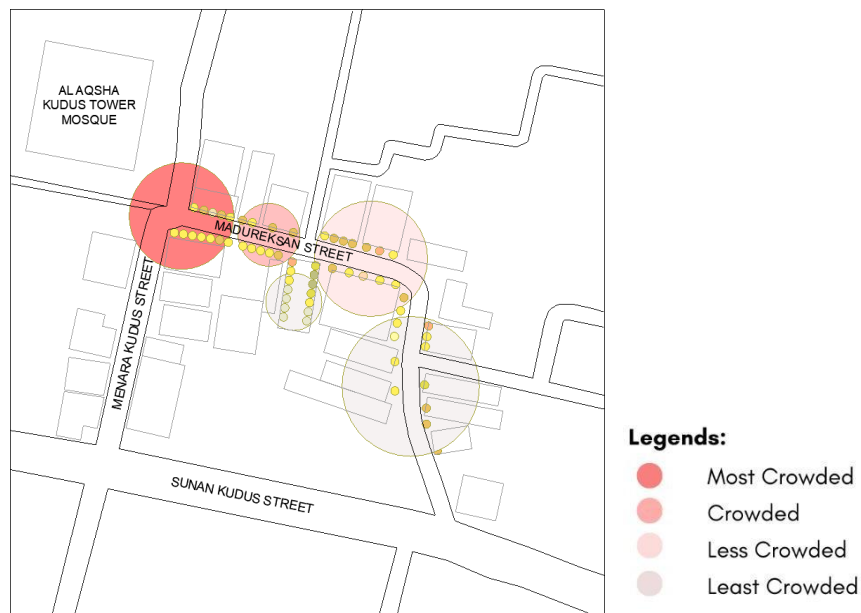 AL AQSHA
KUDUS TOWER
MOSQUE
MADUREKSAN STREET
MENARA KUDUS STREET
SUNAN KUDUS STREET
Legends:
Most Crowded
Crowded
Less Crowded
Least Crowded